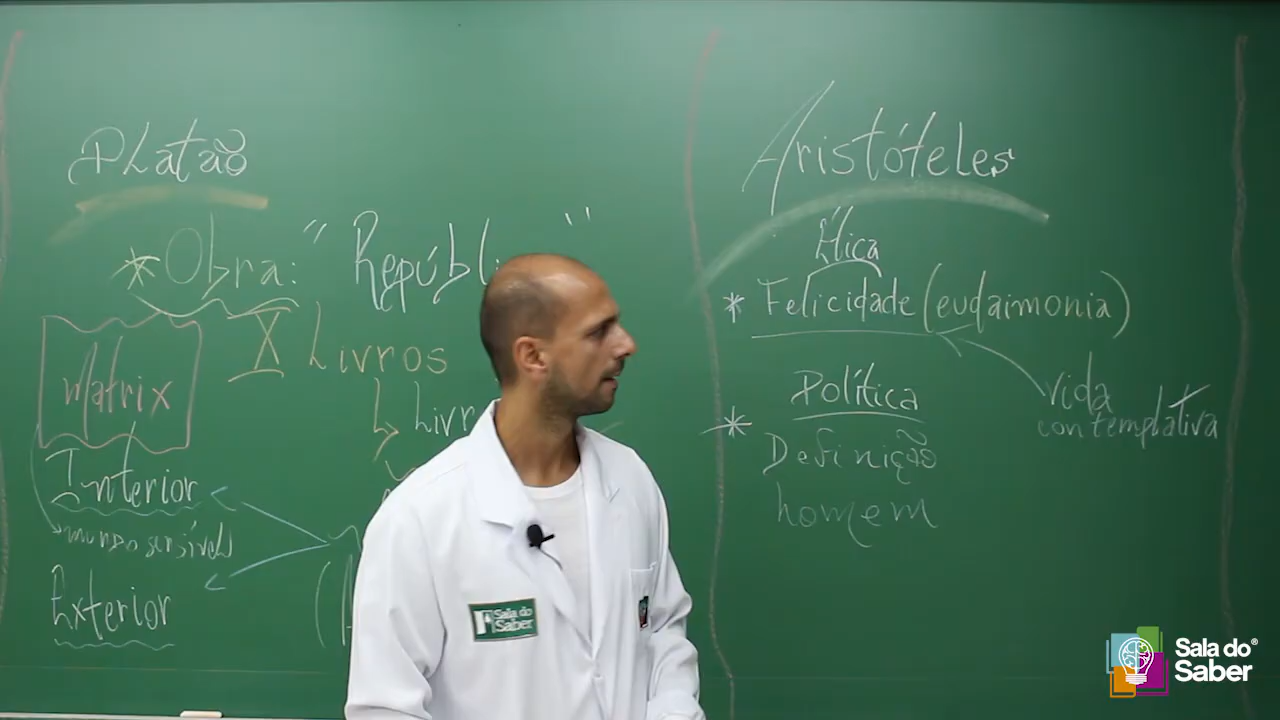 Platão
* Obra: "Repúbl "
X Livros
Matrix
Livr
Interior
mundo sensível
Exterior
Aristóteles
Ética
* Felicidade (eudaimonia)
vida
contemplativa
Política
* Definição
homem
Sala do
Saber
Sala do®
Saber